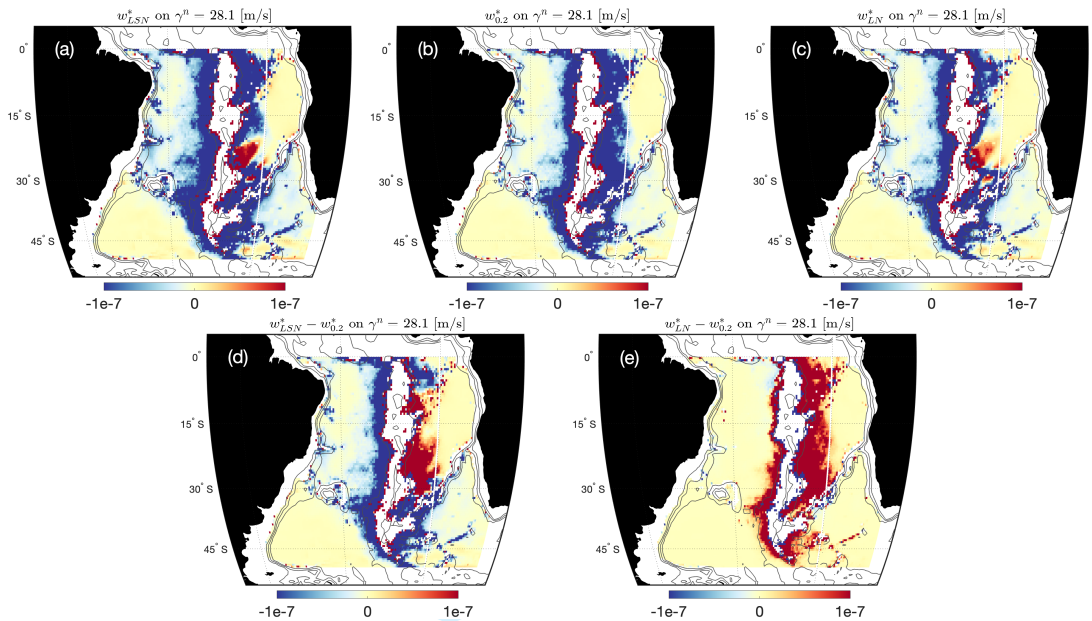 w*_LSN on γ^n − 28.1 [m/s]
w*_0.2 on γ^n − 28.1 [m/s]
w*_LN on γ^n − 28.1 [m/s]
(a)
(b)
(c)
0°
15° S
30° S
45° S
0°
15° S
30° S
45° S
0°
15° S
30° S
45° S
-1e-7 0 1e-7
-1e-7 0 1e-7
-1e-7 0 1e-7
w*_LSN − w*_0.2 on γ^n − 28.1 [m/s]
w*_LN − w*_0.2 on γ^n − 28.1 [m/s]
(d)
(e)
0°
15° S
30° S
45° S
0°
15° S
30° S
45° S
-1e-7 0 1e-7
-1e-7 0 1e-7